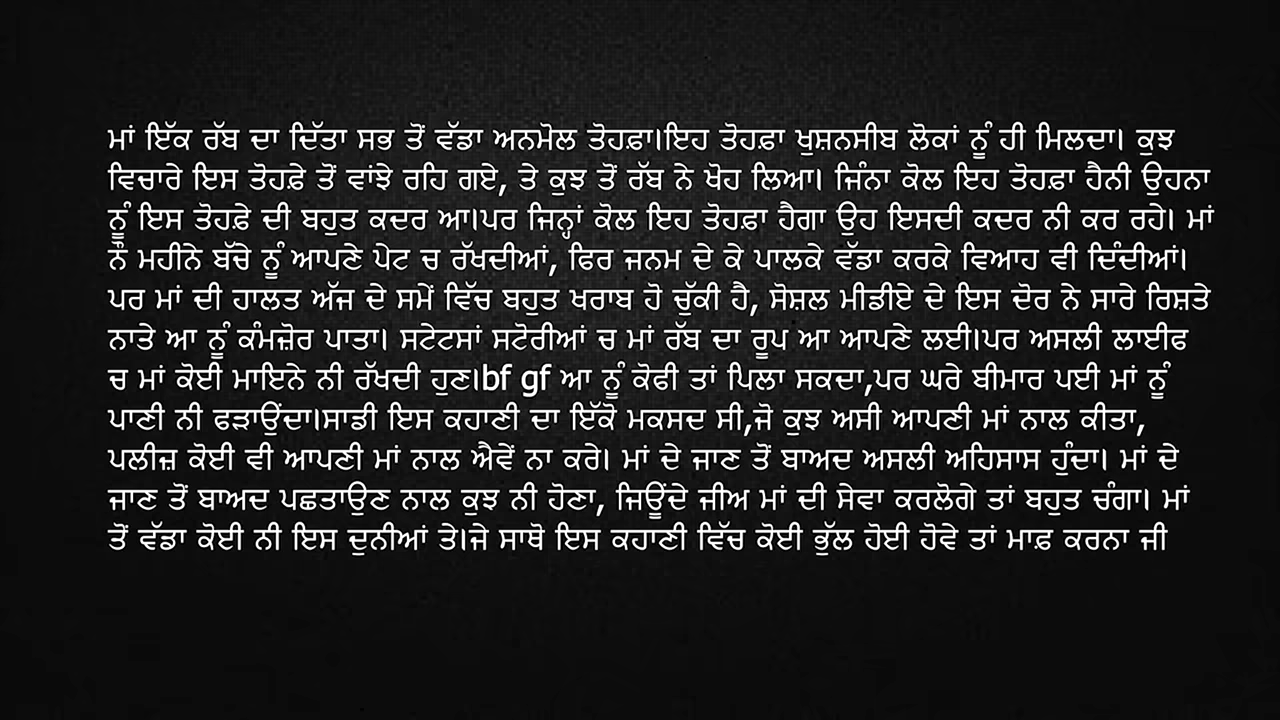 ਮਾਂ ਇੱਕ ਰੱਬ ਦਾ ਦਿੱਤਾ ਸਭ ਤੋਂ ਵੱਡਾ ਅਨਮੋਲ ਤੋਹਫ਼ਾ।ਇਹ ਤੋਹਫ਼ਾ ਖੁਸ਼ਨਸੀਬ ਲੋਕਾਂ ਨੂੰ ਹੀ ਮਿਲਦਾ। ਕੁਝ
ਵਿਚਾਰੇ ਇਸ ਤੋਹਫ਼ੇ ਤੋਂ ਵਾਂਝੇ ਰਹਿ ਗਏ, ਤੇ ਕੁਝ ਤੋਂ ਰੱਬ ਨੇ ਖੋਹ ਲਿਆ। ਜਿੰਨਾ ਕੋਲ ਇਹ ਤੋਹਫ਼ਾ ਹੈਨੀ ਉਹਨਾ
ਨੂੰ ਇਸ ਤੋਹਫ਼ੇ ਦੀ ਬਹੁਤ ਕਦਰ ਆ।ਪਰ ਜਿਨ੍ਹਾਂ ਕੋਲ ਇਹ ਤੋਹਫ਼ਾ ਹੈਗਾ ਉਹ ਇਸਦੀ ਕਦਰ ਨੀ ਕਰ ਰਹੇ। ਮਾਂ
ਨੌ ਮਹੀਨੇ ਬੱਚੇ ਨੂੰ ਆਪਣੇ ਪੇਟ ਚ ਰੱਖਦੀਆਂ, ਫਿਰ ਜਨਮ ਦੇ ਕੇ ਪਾਲਕੇ ਵੱਡਾ ਕਰਕੇ ਵਿਆਹ ਵੀ ਦਿੰਦੀਆਂ।
ਪਰ ਮਾਂ ਦੀ ਹਾਲਤ ਅੱਜ ਦੇ ਸਮੇਂ ਵਿੱਚ ਬਹੁਤ ਖਰਾਬ ਹੋ ਚੁੱਕੀ ਹੈ, ਸੋਸ਼ਲ ਮੀਡੀਏ ਦੇ ਇਸ ਦੋਰ ਨੇ ਸਾਰੇ ਰਿਸ਼ਤੇ
ਨਾਤੇ ਆ ਨੂੰ ਕੰਮਜ਼ੋਰ ਪਾਤਾ। ਸਟੇਟਸਾਂ ਸਟੋਰੀਆਂ ਚ ਮਾਂ ਰੱਬ ਦਾ ਰੂਪ ਆ ਆਪਣੇ ਲਈ।ਪਰ ਅਸਲੀ ਲਾਈਫ
ਚ ਮਾਂ ਕੋਈ ਮਾਇਨੇ ਨੀ ਰੱਖਦੀ ਹੁਣ।bf gf ਆ ਨੂੰ ਕੋਫੀ ਤਾਂ ਪਿਲਾ ਸਕਦਾ,ਪਰ ਘਰੇ ਬੀਮਾਰ ਪਈ ਮਾਂ ਨੂੰ
ਪਾਣੀ ਨੀ ਫੜਾਉਂਦਾ।ਸਾਡੀ ਇਸ ਕਹਾਣੀ ਦਾ ਇੱਕੋ ਮਕਸਦ ਸੀ,ਜੋ ਕੁਝ ਅਸੀ ਆਪਣੀ ਮਾਂ ਨਾਲ ਕੀਤਾ,
ਪਲੀਜ਼ ਕੋਈ ਵੀ ਆਪਣੀ ਮਾਂ ਨਾਲ ਐਵੇਂ ਨਾ ਕਰੇ। ਮਾਂ ਦੇ ਜਾਣ ਤੋਂ ਬਾਅਦ ਅਸਲੀ ਅਹਿਸਾਸ ਹੁੰਦਾ। ਮਾਂ ਦੇ
ਜਾਣ ਤੋਂ ਬਾਅਦ ਪਛਤਾਉਣ ਨਾਲ ਕੁਝ ਨੀ ਹੋਣਾ, ਜਿਊਂਦੇ ਜੀਅ ਮਾਂ ਦੀ ਸੇਵਾ ਕਰਲੋਗੇ ਤਾਂ ਬਹੁਤ ਚੰਗਾ। ਮਾਂ
ਤੋਂ ਵੱਡਾ ਕੋਈ ਨੀ ਇਸ ਦੁਨੀਆਂ ਤੇ।ਜੇ ਸਾਥੋ ਇਸ ਕਹਾਣੀ ਵਿੱਚ ਕੋਈ ਭੁੱਲ ਹੋਈ ਹੋਵੇ ਤਾਂ ਮਾਫ਼ ਕਰਨਾ ਜੀ